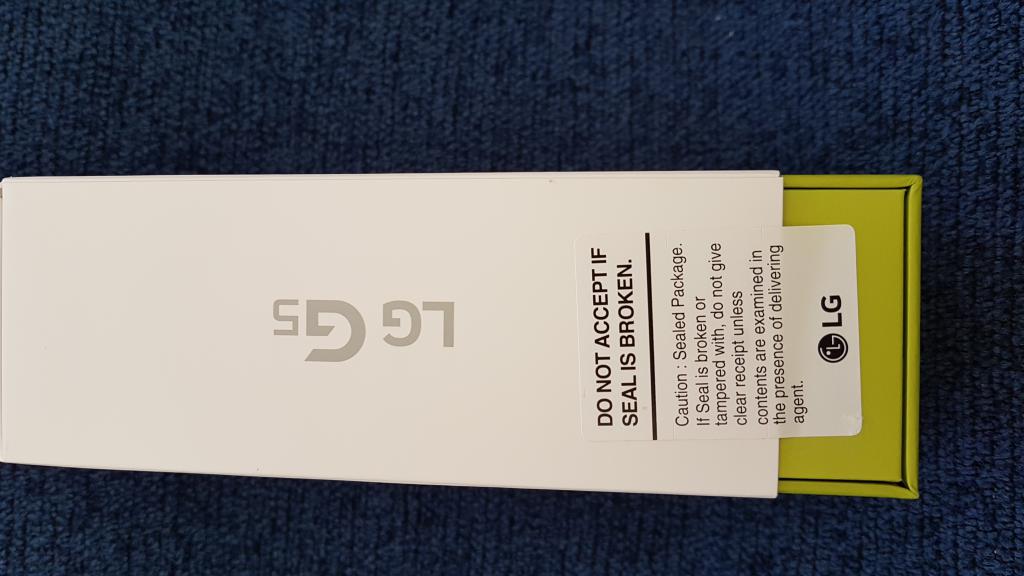 LG G5
DO NOT ACCEPT IF
SEAL IS BROKEN.
Caution : Sealed Package.
If Seal is broken or
tampered with, do not give
clear receipt unless
contents are examined in
the presence of delivering
agent.
LG